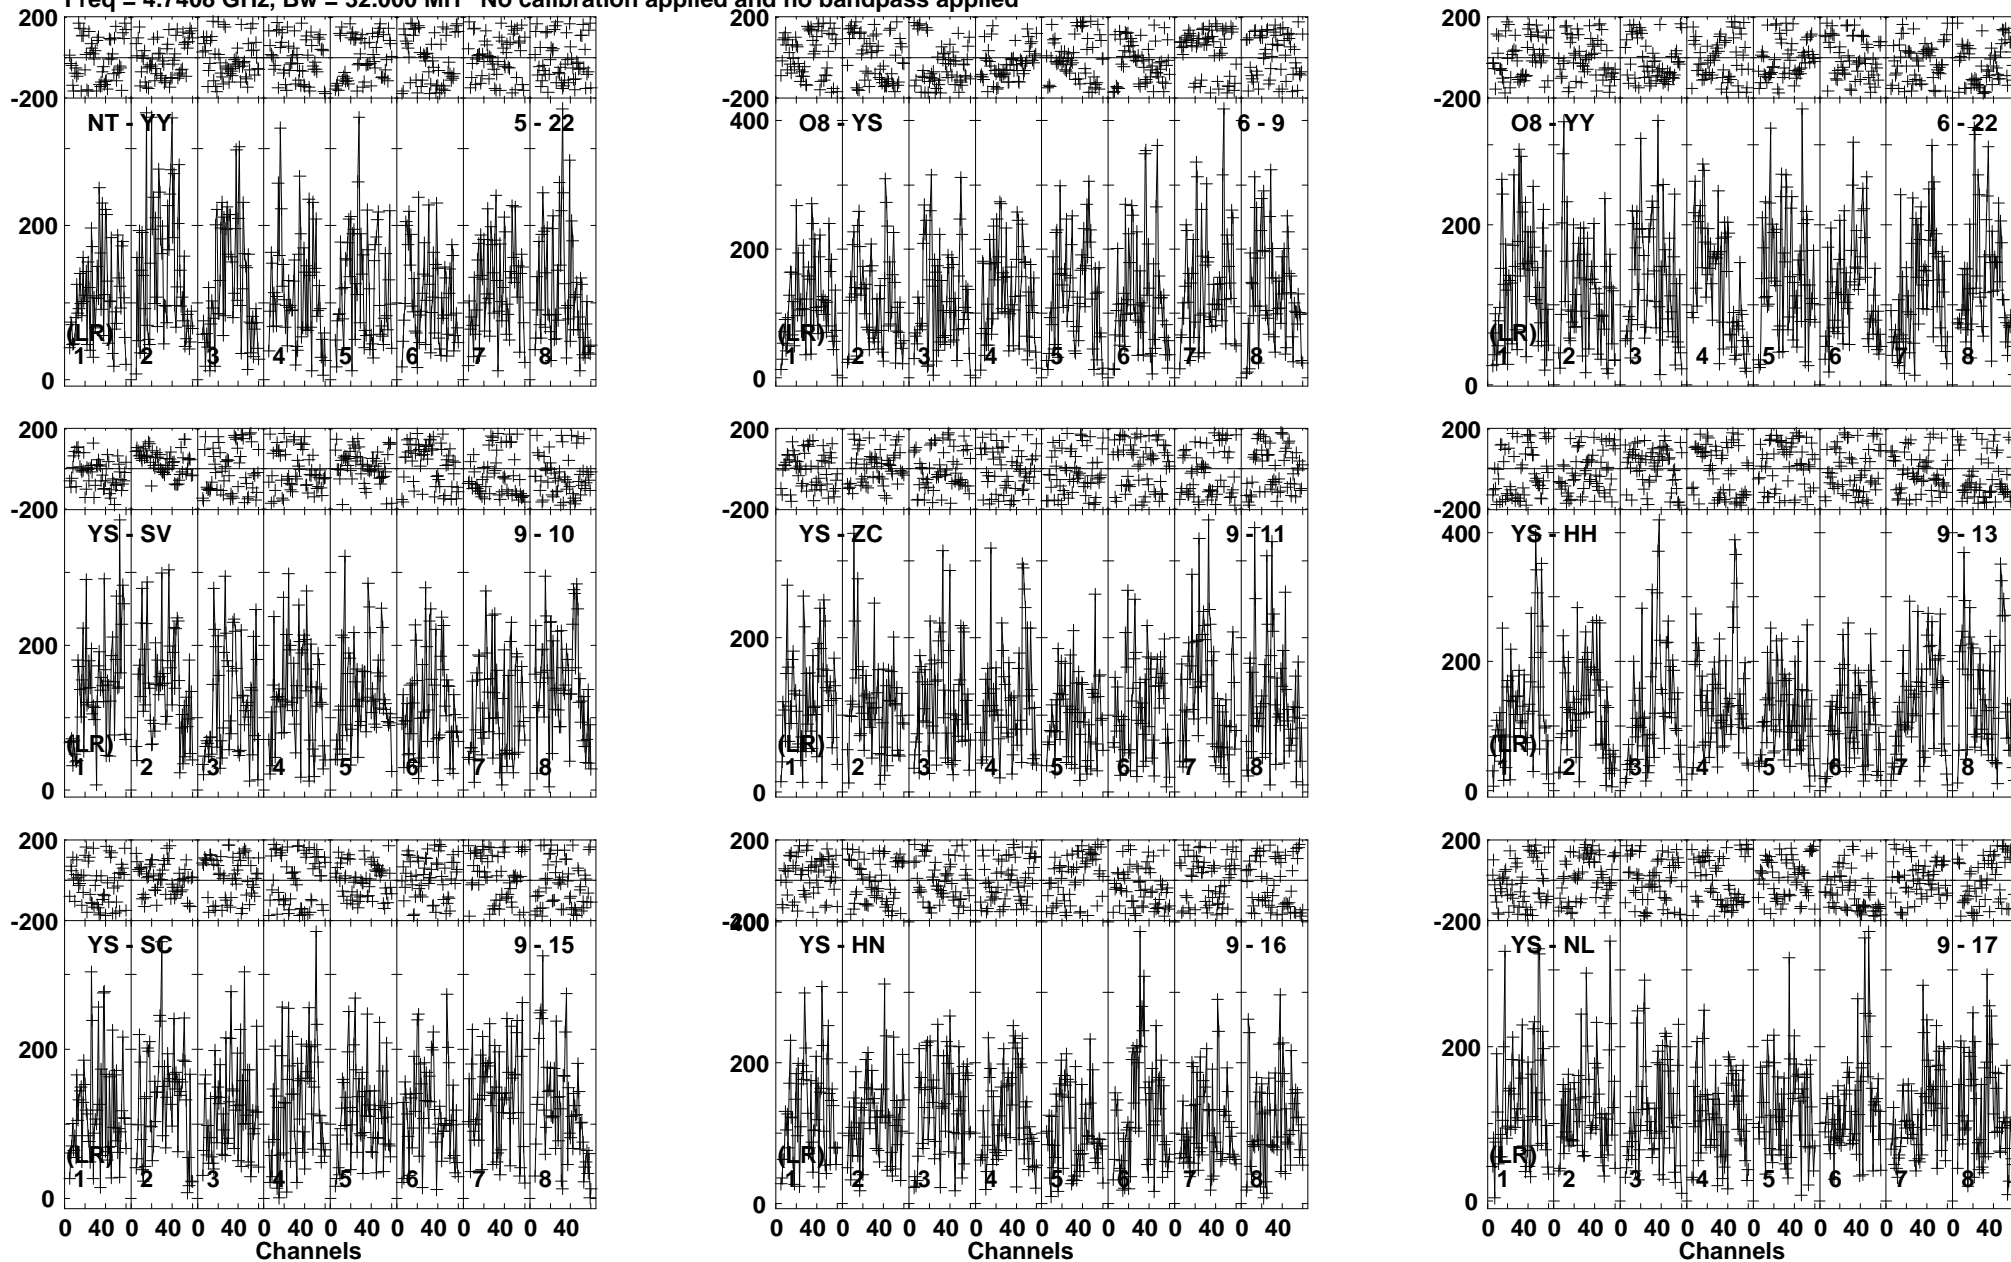 Freq = 4.7408 GHz, Bw = 32.000 MH No calibration applied and no bandpass applied
200 200 200
-200 -200 -200
NT - YY 5 - 22 O8 - YS 6 - 9 O8 - YY 6 - 22
400
200 200 200
(LR) (LR) (LR)
1 2 3 4 5 6 7 8 1 2 3 4 5 6 7 8 1 2 3 4 5 6 7 8
0 0 0
200 200 200
-200 -200 -200
YS - SV 9 - 10 YS - ZC 9 - 11 YS - HH 9 - 13
400
200 200 200
(LR) (LR) (LR)
1 2 3 4 5 6 7 8 1 2 3 4 5 6 7 8 1 2 3 4 5 6 7 8
0 0 0
200 200 200
-200 -200 -200
400
YS - SC 9 - 15 YS - HN 9 - 16 YS - NL 9 - 17
200 200 200
(LR) (LR) (LR)
1 2 3 4 5 6 7 8 1 2 3 4 5 6 7 8 1 2 3 4 5 6 7 8
0 0 0
0 40 0 40 0 40 0 40 0 40 0 40 0 40 0 40 0 40 0 40 0 40 0 40 0 40 0 40 0 40 0 40 0 40 0 40 0 40 0 40 0 40 0 40 0 40 0 40
Channels Channels Channels